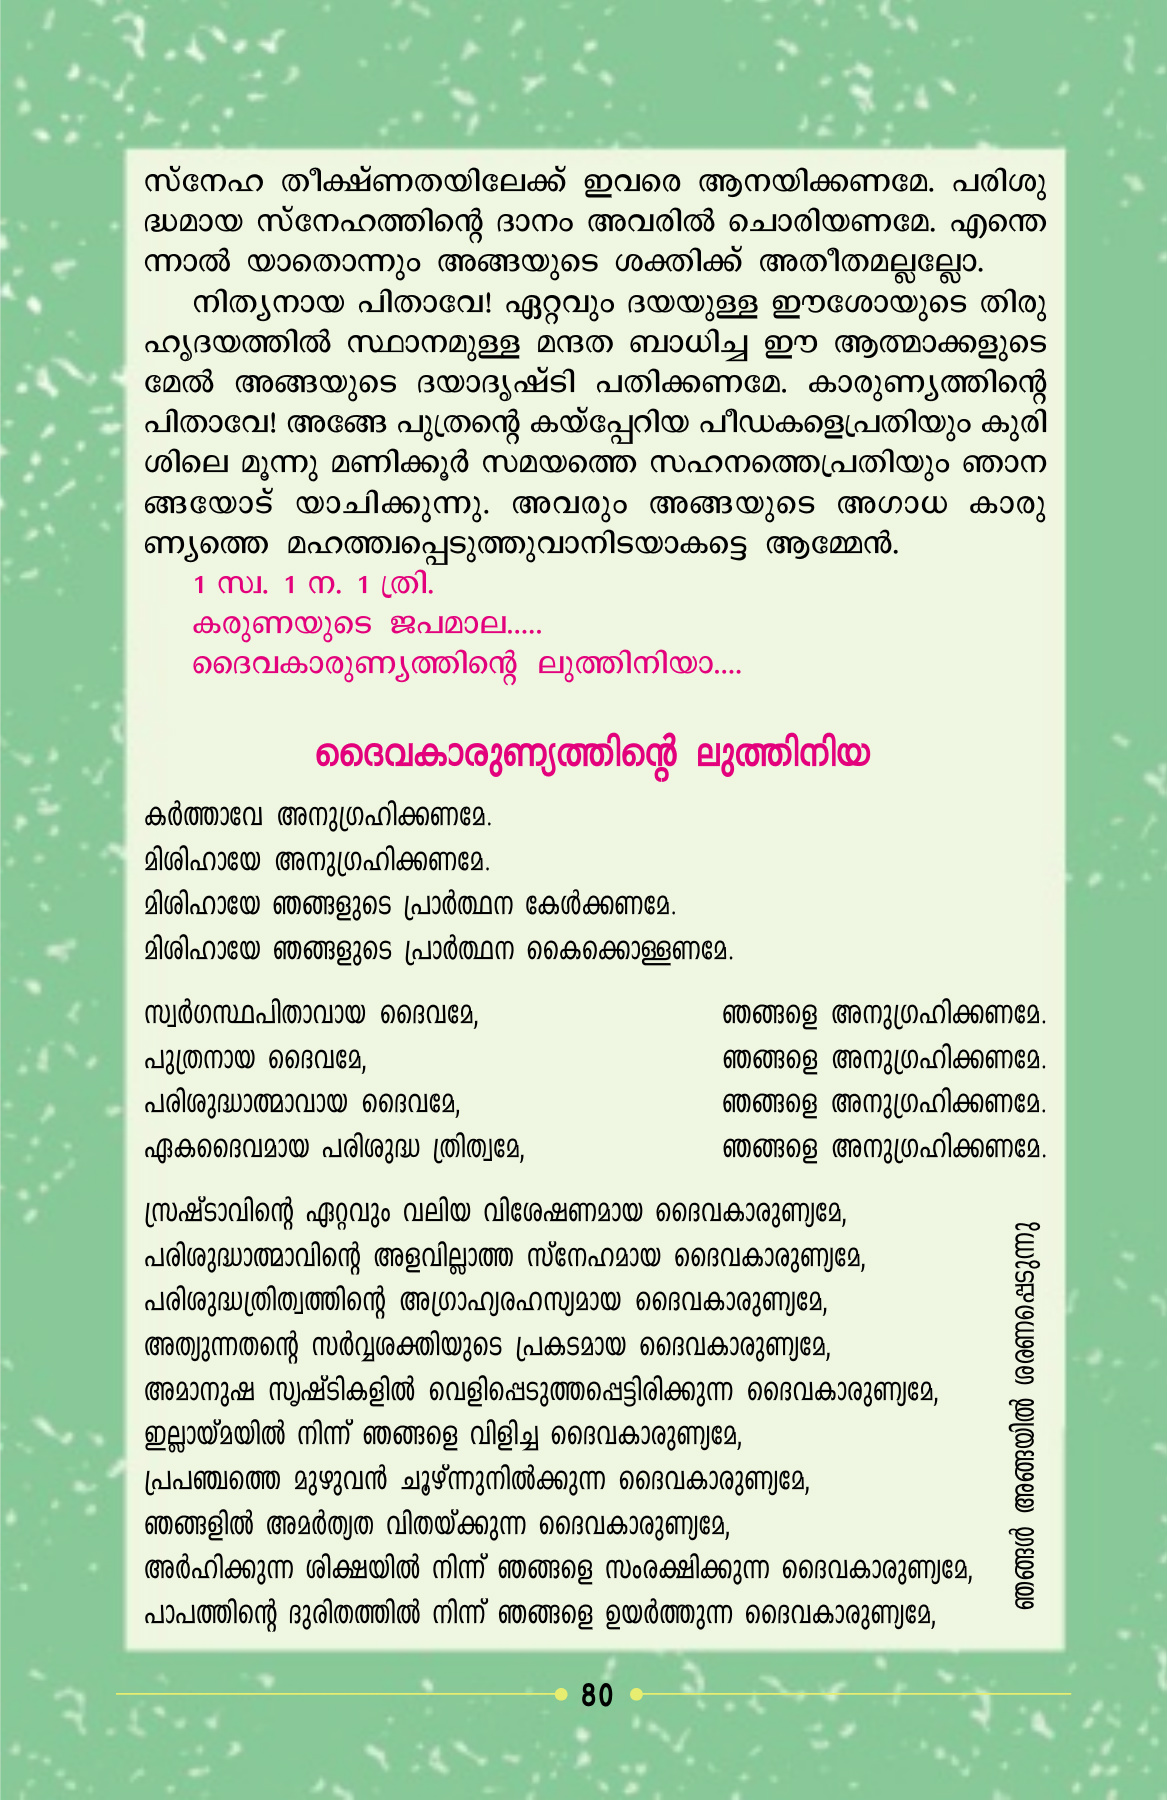 സ്നേഹ തീക്ഷ്ണതയിലേക്ക് ഇവരെ ആനയിക്കണമേ. പരിശു
ദ്ധമായ സ്നേഹത്തിന്റെ ദാനം അവരിൽ ചൊരിയണമേ. എന്തെ
ന്നാൽ യാതൊന്നും അങ്ങയുടെ ശക്തിക്ക് അതീതമല്ലല്ലോ.
നിത്യനായ പിതാവേ! ഏറ്റവും ദയയുള്ള ഈശോയുടെ തിരു
ഹൃദയത്തിൽ സ്ഥാനമുള്ള മന്ദത ബാധിച്ച ഈ ആത്മാക്കളുടെ
മേൽ അങ്ങയുടെ ദയാദൃഷ്ടി പതിക്കണമേ. കാരുണ്യത്തിന്റെ
പിതാവേ! അങ്ങേ പുത്രന്റെ കയ്പ്പേറിയ പീഡകളെപ്രതിയും കുരി
ശിലെ മൂന്നു മണിക്കൂർ സമയത്തെ സഹനത്തെപ്രതിയും ഞാന
ങ്ങയോട് യാചിക്കുന്നു. അവരും അങ്ങയുടെ അഗാധ കാരു
ണ്യത്തെ മഹത്ത്വപ്പെടുത്തുവാനിടയാകട്ടെ ആമ്മേൻ.
1 സ്വ. 1 ന. 1 ത്രി.
കരുണയുടെ ജപമാല.....
ദൈവകാരുണ്യത്തിന്റെ ലുത്തിനിയാ....
ദൈവകാരുണ്യത്തിന്റെ ലുത്തിനിയ
കർത്താവേ അനുഗ്രഹിക്കണമേ.
മിശിഹായേ അനുഗ്രഹിക്കണമേ.
മിശിഹായേ ഞങ്ങളുടെ പ്രാർത്ഥന കേൾക്കണമേ.
മിശിഹായേ ഞങ്ങളുടെ പ്രാർത്ഥന കൈക്കൊള്ളണമേ.
സ്വർഗസ്ഥപിതാവായ ദൈവമേ, ഞങ്ങളെ അനുഗ്രഹിക്കണമേ.
പുത്രനായ ദൈവമേ, ഞങ്ങളെ അനുഗ്രഹിക്കണമേ.
പരിശുദ്ധാത്മാവായ ദൈവമേ, ഞങ്ങളെ അനുഗ്രഹിക്കണമേ.
ഏകദൈവമായ പരിശുദ്ധ ത്രിത്വമേ, ഞങ്ങളെ അനുഗ്രഹിക്കണമേ.
സ്രഷ്ടാവിന്റെ ഏറ്റവും വലിയ വിശേഷണമായ ദൈവകാരുണ്യമേ,
പരിശുദ്ധാത്മാവിന്റെ അളവില്ലാത്ത സ്നേഹമായ ദൈവകാരുണ്യമേ,
പരിശുദ്ധത്രിത്വത്തിന്റെ അഗ്രാഹ്യരഹസ്യമായ ദൈവകാരുണ്യമേ,
അത്യുന്നതന്റെ സർവ്വശക്തിയുടെ പ്രകടമായ ദൈവകാരുണ്യമേ,
അമാനുഷ സൃഷ്ടികളിൽ വെളിപ്പെടുത്തപ്പെട്ടിരിക്കുന്ന ദൈവകാരുണ്യമേ,
ഇല്ലായ്മയിൽ നിന്ന് ഞങ്ങളെ വിളിച്ച ദൈവകാരുണ്യമേ,
പ്രപഞ്ചത്തെ മുഴുവൻ ചൂഴ്ന്നുനിൽക്കുന്ന ദൈവകാരുണ്യമേ,
ഞങ്ങളിൽ അമർത്യത വിതയ്ക്കുന്ന ദൈവകാരുണ്യമേ,
അർഹിക്കുന്ന ശിക്ഷയിൽ നിന്ന് ഞങ്ങളെ സംരക്ഷിക്കുന്ന ദൈവകാരുണ്യമേ,
പാപത്തിന്റെ ദുരിതത്തിൽ നിന്ന് ഞങ്ങളെ ഉയർത്തുന്ന ദൈവകാരുണ്യമേ,
ഞങ്ങൾ അങ്ങയിൽ ശരണപ്പെടുന്നു
80